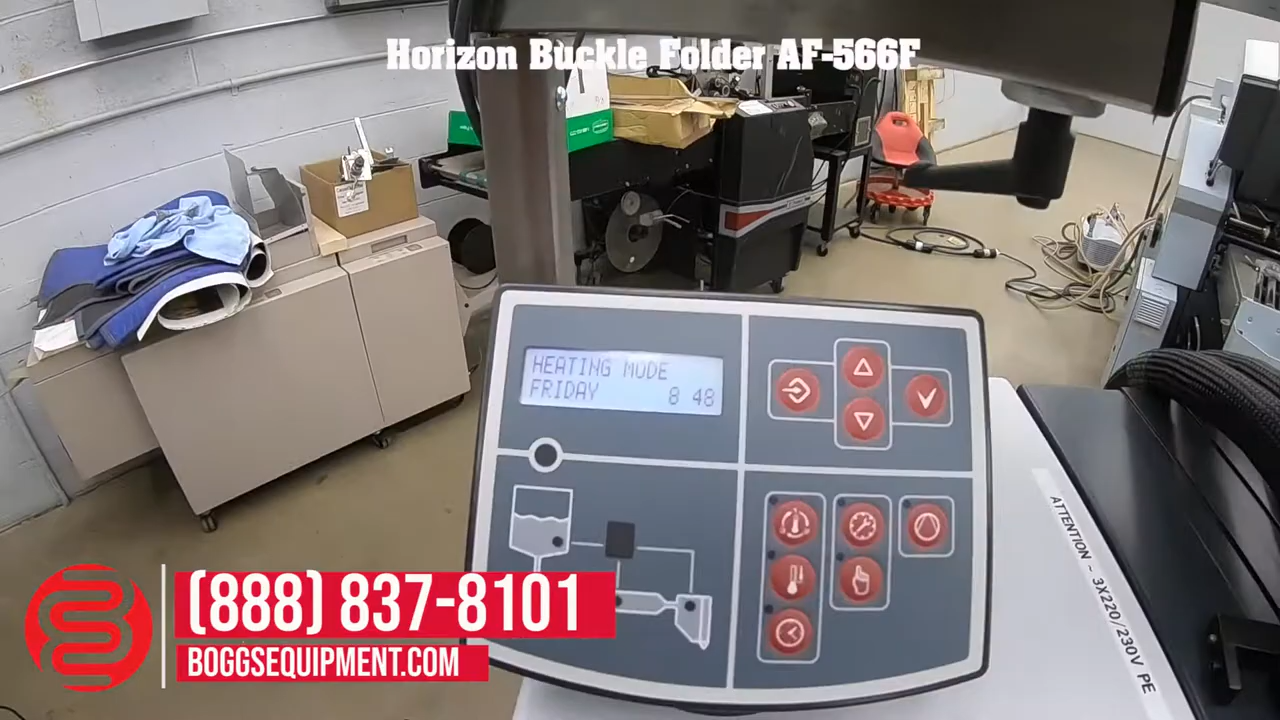 Horizon Buckle Folder AF-566F
HEATING MODE
FRIDAY 8 48
ATTENTION ~ 3X220/230V PE
(888) 837-8101
BOGGSEQUIPMENT.COM